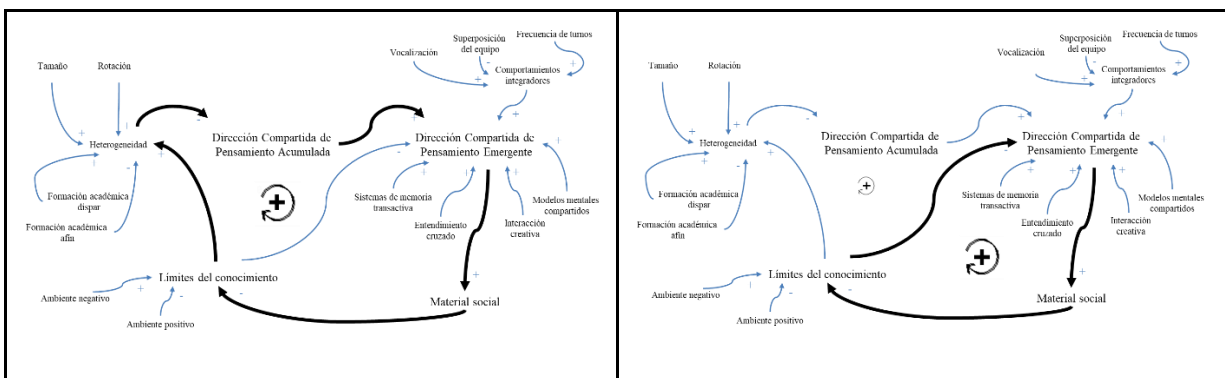 Frecuencia de turnos
Superposición
del equipo
Vocalización
Comportamientos
integradores
Tamaño
Rotación
Heterogeneidad
Dirección Compartida de
Pensamiento Acumulada
Dirección Compartida de
Pensamiento Emergente
Sistemas de memoria
transactiva
Modelos mentales
compartidos
Entendimiento
cruzado
Interacción
creativa
Formación académica
dispar
Formación académica
afín
Límites del conocimiento
Ambiente negativo
Ambiente positivo
Material social
Frecuencia de turnos
Superposición
del equipo
Vocalización
Comportamientos
integradores
Tamaño
Rotación
Heterogeneidad
Dirección Compartida de
Pensamiento Acumulada
Dirección Compartida de
Pensamiento Emergente
Sistemas de memoria
transactiva
Modelos mentales
compartidos
Entendimiento
cruzado
Interacción
creativa
Formación académica
dispar
Formación académica
afín
Límites del conocimiento
Ambiente negativo
Ambiente positivo
Material social